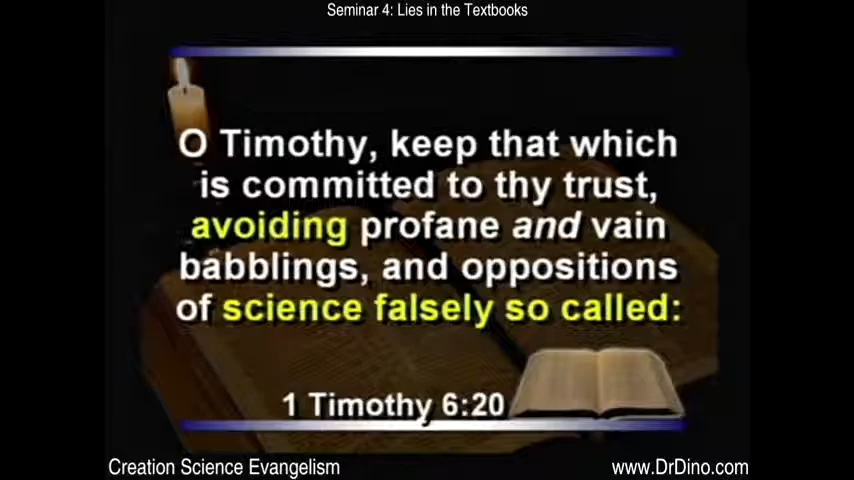 Seminar 4: Lies in the Textbooks
O Timothy, keep that which
is committed to thy trust,
avoiding profane and vain
babblings, and oppositions
of science falsely so called:
1 Timothy 6:20
Creation Science Evangelism
www.DrDino.com